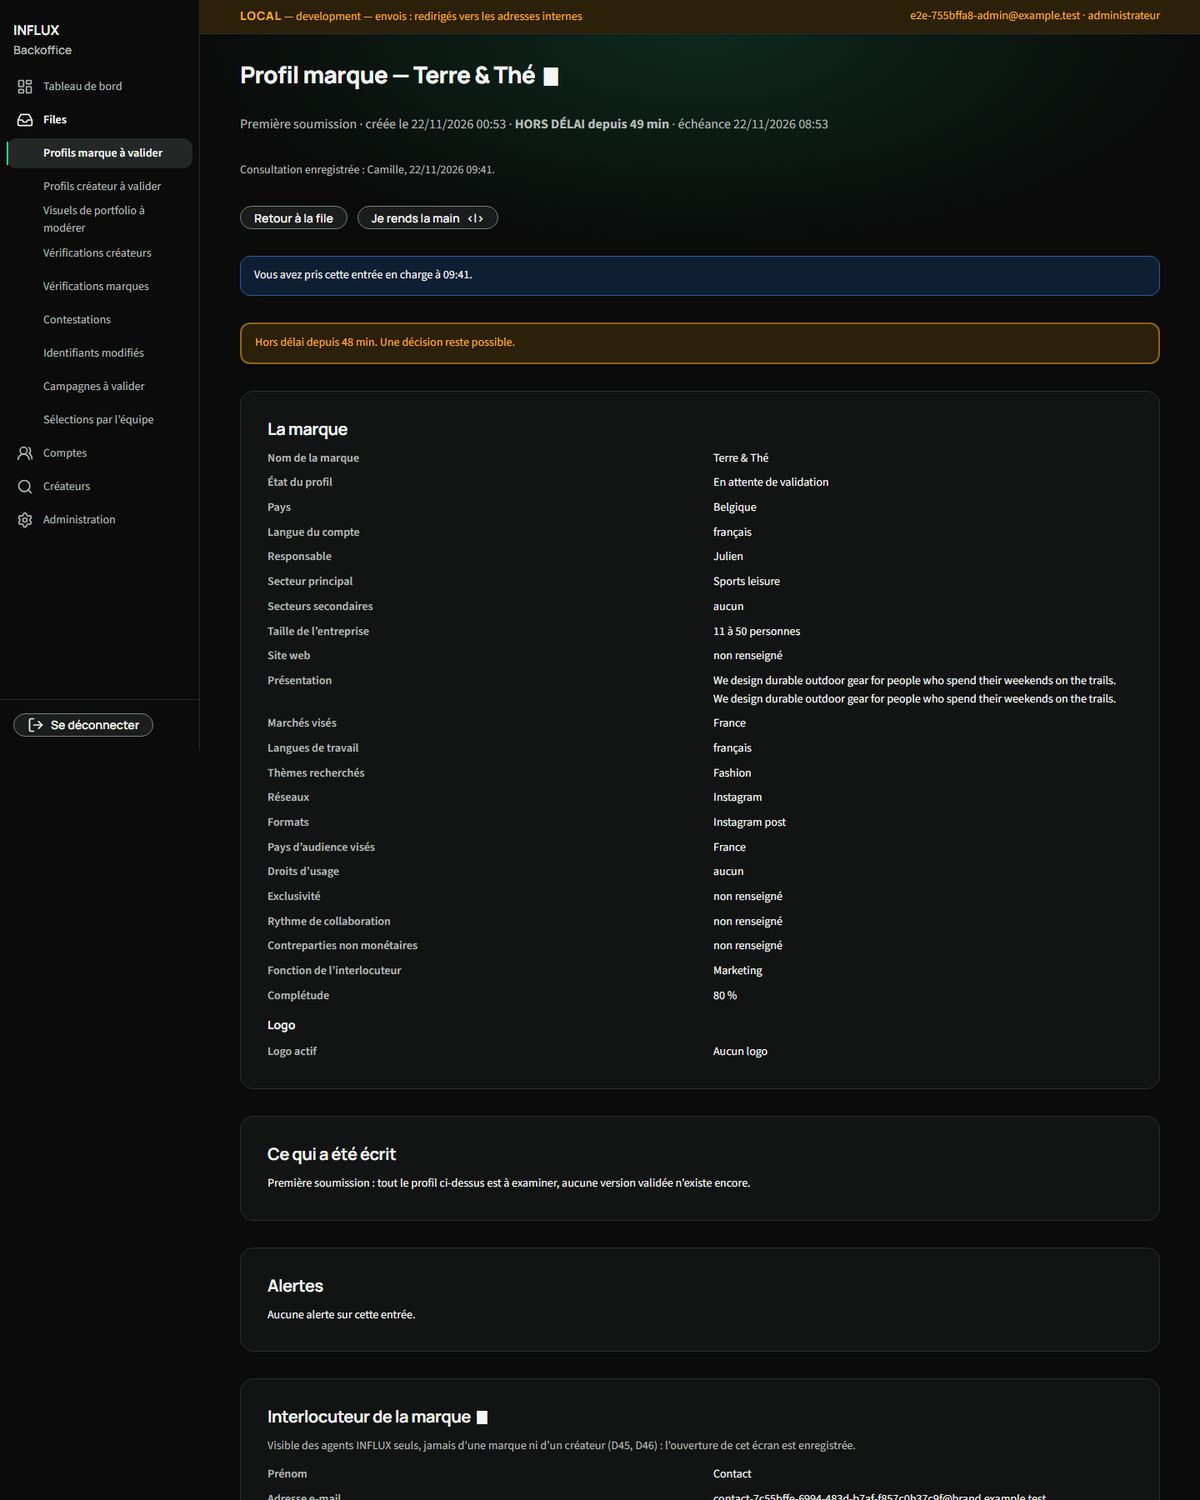 INFLUX
Backoffice
Tableau de bord
Files
Profils marque à valider
Profils créateur à valider
Visuels de portfolio à
modérer
Vérifications créateurs
Vérifications marques
Contestations
Identifiants modifiés
Campagnes à valider
Sélections par l’équipe
Comptes
Créateurs
Administration
Se déconnecter
LOCAL — development — envois : redirigés vers les adresses internes
e2e-755bffa8-admin@example.test · administrateur
Profil marque — Terre & Thé
Première soumission · créée le 22/11/2026 00:53 · HORS DÉLAI depuis 49 min · échéance 22/11/2026 08:53
Consultation enregistrée : Camille, 22/11/2026 09:41.
Retour à la file
Je rends la main
Vous avez pris cette entrée en charge à 09:41.
Hors délai depuis 48 min. Une décision reste possible.
La marque
Nom de la marque Terre & Thé
État du profil En attente de validation
Pays Belgique
Langue du compte français
Responsable Julien
Secteur principal Sports leisure
Secteurs secondaires aucun
Taille de l’entreprise 11 à 50 personnes
Site web non renseigné
Présentation We design durable outdoor gear for people who spend their weekends on the trails.
We design durable outdoor gear for people who spend their weekends on the trails.
Marchés visés France
Langues de travail français
Thèmes recherchés Fashion
Réseaux Instagram
Formats Instagram post
Pays d’audience visés France
Droits d’usage aucun
Exclusivité non renseigné
Rythme de collaboration non renseigné
Contreparties non monétaires non renseigné
Fonction de l’interlocuteur Marketing
Complétude 80 %
Logo
Logo actif Aucun logo
Ce qui a été écrit
Première soumission : tout le profil ci-dessus est à examiner, aucune version validée n’existe encore.
Alertes
Aucune alerte sur cette entrée.
Interlocuteur de la marque
Visible des agents INFLUX seuls, jamais d’une marque ni d’un créateur (D45, D46) : l’ouverture de cet écran est enregistrée.
Prénom Contact
Adresse e-mail